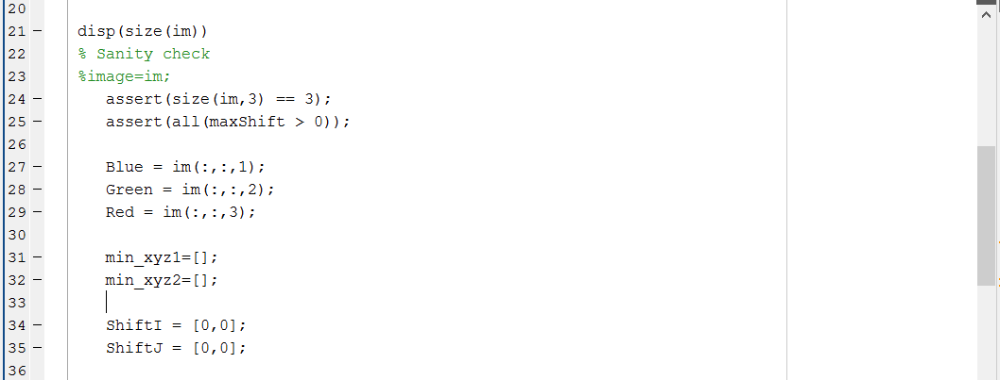 20
21 – disp(size(im))
22 % Sanity check
23 %image=im;
24 – assert(size(im,3) == 3);
25 – assert(all(maxShift > 0));
26
27 – Blue = im(:,:,1);
28 – Green = im(:,:,2);
29 – Red = im(:,:,3);
30
31 – min_xyz1=[];
32 – min_xyz2=[];
33
34 – ShiftI = [0,0];
35 – ShiftJ = [0,0];
36